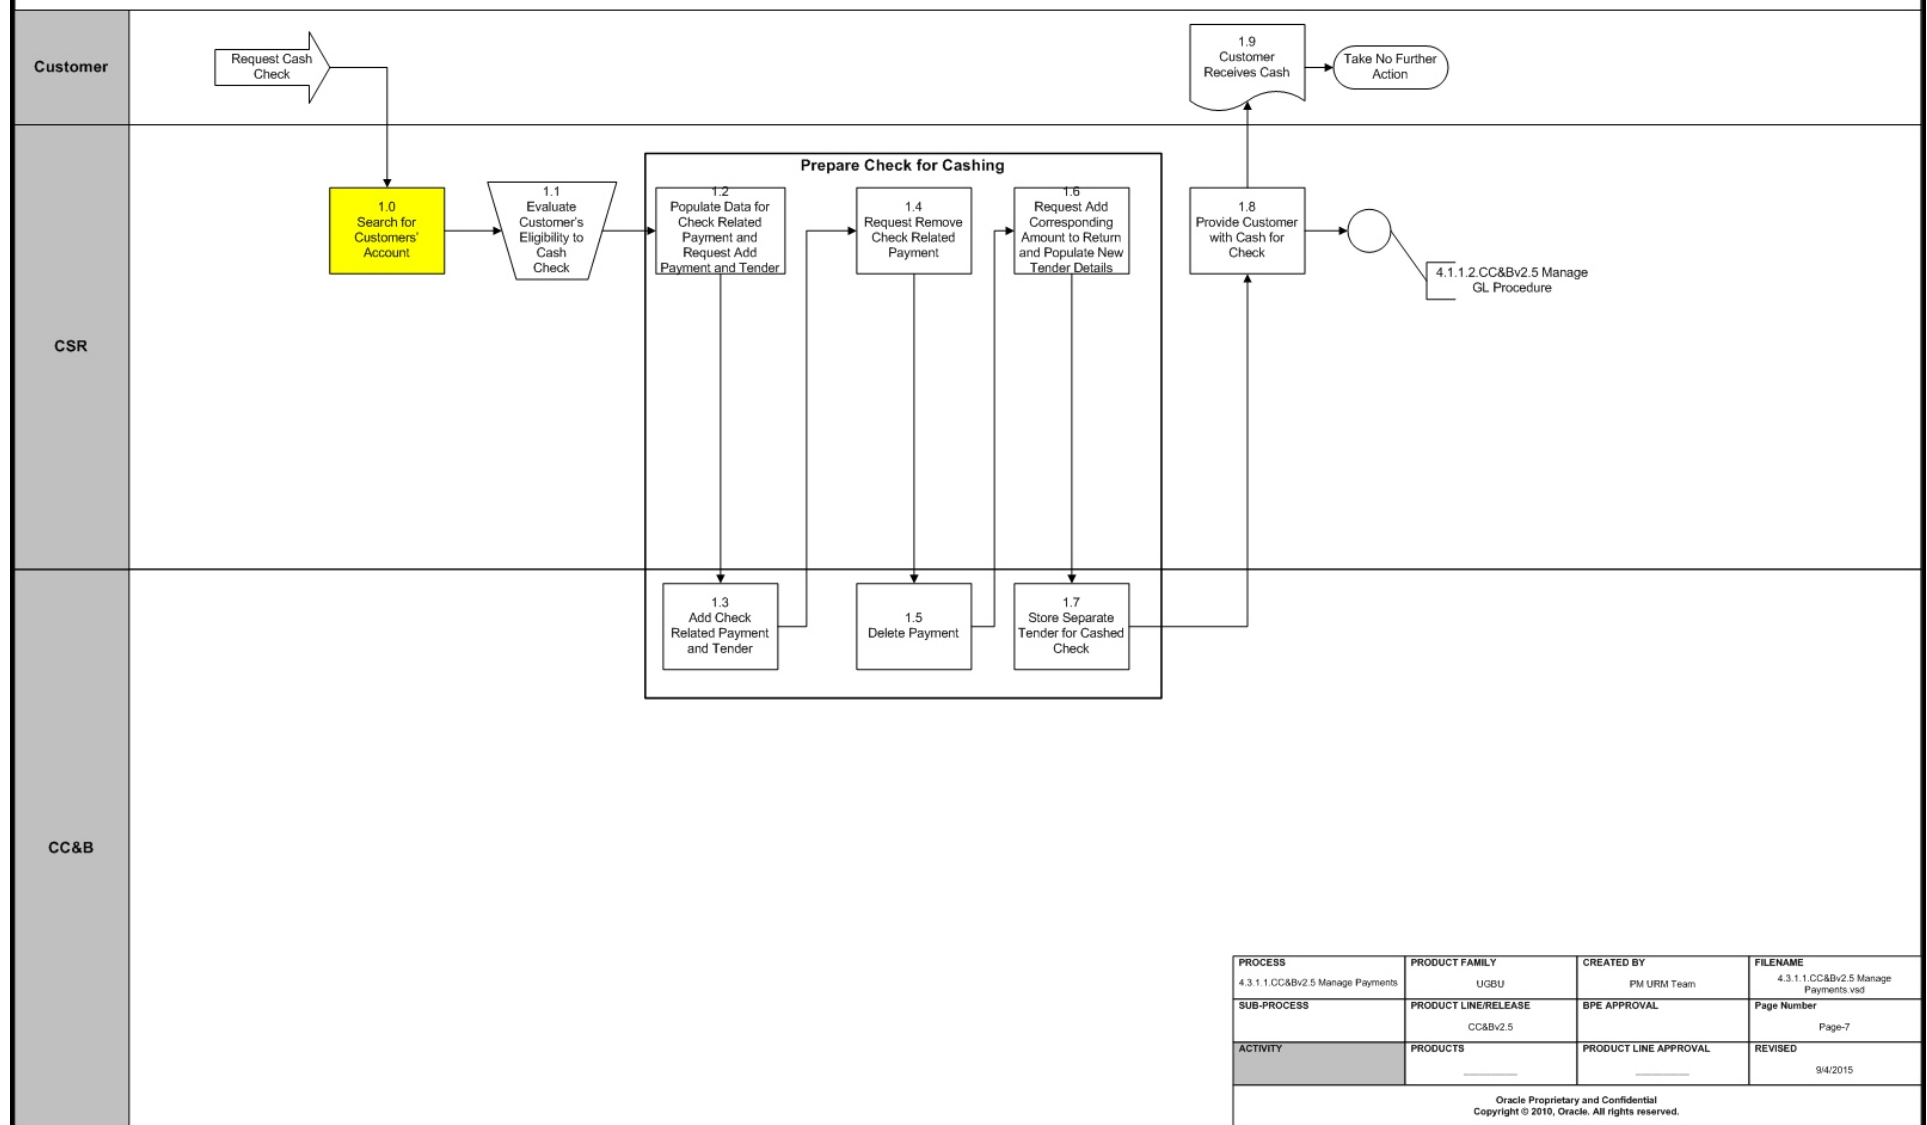 Customer
Request Cash
Check
1.9
Customer
Receives Cash
Take No Further
Action
CSR
Prepare Check for Cashing
1.0
Search for
Customers'
Account
1.1
Evaluate
Customer's
Eligibility to
Cash
Check
1.2
Populate Data for
Check Related
Payment and
Request Add
Payment and Tender
1.4
Request Remove
Check Related
Payment
1.6
Request Add
Corresponding
Amount to Return
and Populate New
Tender Details
1.8
Provide Customer
with Cash for
Check
4.1.1.2.CC&Bv2.5 Manage
GL Procedure
CC&B
1.3
Add Check
Related Payment
and Tender
1.5
Delete Payment
1.7
Store Separate
Tender for Cashed
Check
PROCESS
4.3.1.1.CC&Bv2.5 Manage Payments
PRODUCT FAMILY
UGBU
CREATED BY
PM URM Team
FILENAME
4.3.1.1.CC&Bv2.5 Manage
Payments.vsd
SUB-PROCESS
PRODUCT LINE/RELEASE
CC&Bv2.5
BPE APPROVAL
Page Number
Page-7
ACTIVITY
PRODUCTS
PRODUCT LINE APPROVAL
REVISED
9/4/2015
Oracle Proprietary and Confidential
Copyright © 2010, Oracle. All rights reserved.